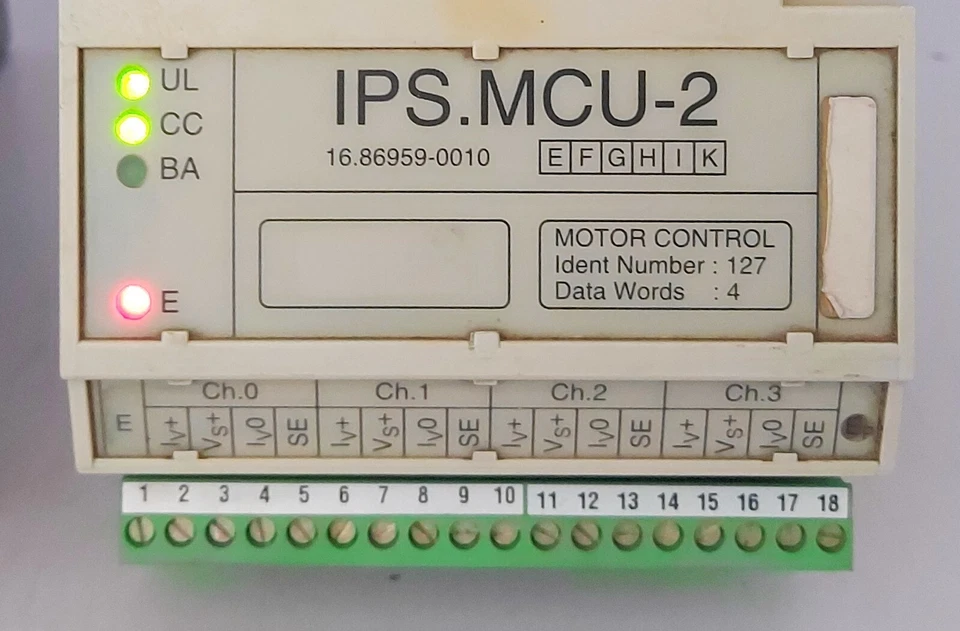 UL
CC
BA
E
IPS.MCU-2
16.86959-0010 E F G H I K
MOTOR CONTROL
Ident Number : 127
Data Words : 4
Ch.0 Ch.1 Ch.2 Ch.3
E IV+ VS+ IV0 SE IV+ VS+ IV0 SE IV+ VS+ IV0 SE IV+ VS+ IV0 SE
1 2 3 4 5 6 7 8 9 10 11 12 13 14 15 16 17 18